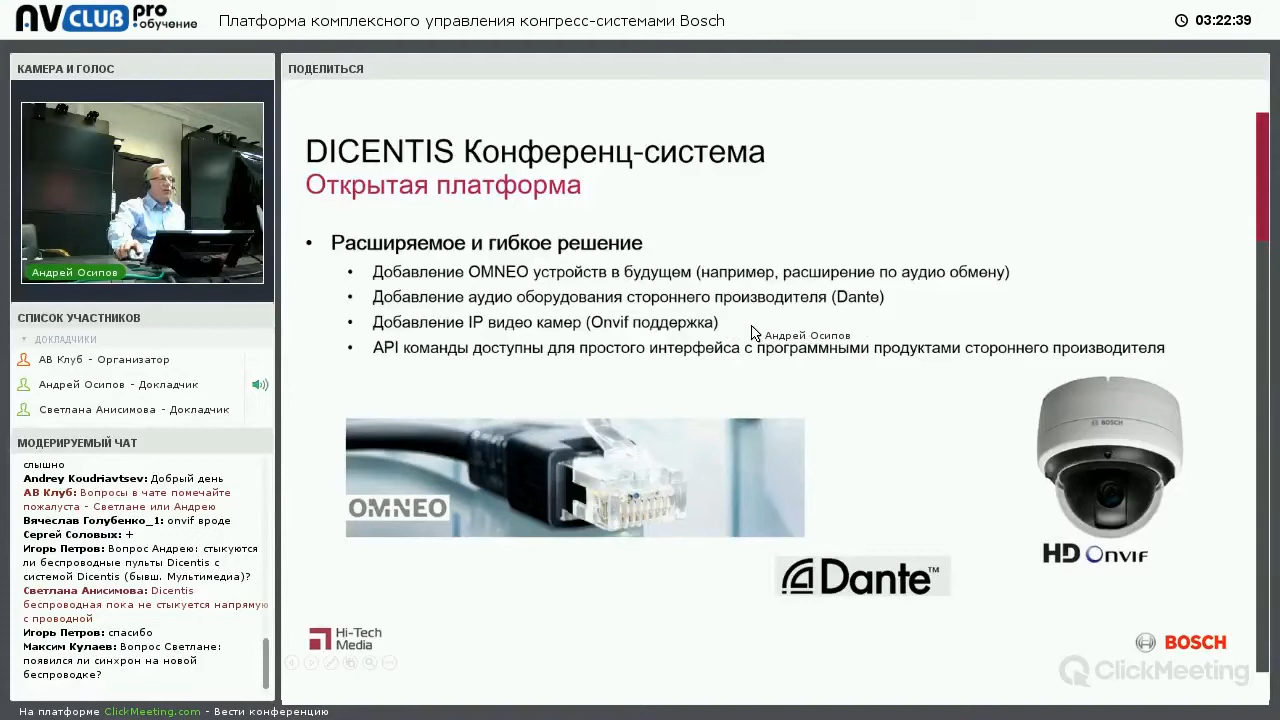 AV CLUB pro обучение
Платформа комплексного управления конгресс-системами Bosch
03:22:39
КАМЕРА И ГОЛОС
Андрей Осипов
СПИСОК УЧАСТНИКОВ
ДОКЛАДЧИКИ
АВ Клуб - Организатор
Андрей Осипов - Докладчик
Светлана Анисимова - Докладчик
МОДЕРИРУЕМЫЙ ЧАТ
слышно
Andrey Koudriavtsev: Добрый день
АВ Клуб: Вопросы в чате помечайте
пожалуста - Светлане или Андрею
Вячеслав Голубенко_1: onvif вроде
Сергей Соловых: +
Игорь Петров: Вопрос Андрею: стыкуются
ли беспроводные пульты Dicentis с
системой Dicentis (бывш. Мультимедиа)?
Светлана Анисимова: Dicentis
беспроводная пока не стыкуется напрямую
с проводной
Игорь Петров: спасибо
Максим Кулаев: Вопрос Светлане:
появился ли синхрон на новой
беспроводке?
ПОДЕЛИТЬСЯ
DICENTIS Конференц-система
Открытая платформа
• Расширяемое и гибкое решение
• Добавление OMNEO устройств в будущем (например, расширение по аудио обмену)
• Добавление аудио оборудования стороннего производителя (Dante)
• Добавление IP видео камер (Onvif поддержка)
Андрей Осипов
• API команды доступны для простого интерфейса с программными продуктами стороннего производителя
BOSCH
OMNEO
HD Onvif
Dante™
Hi-Tech
Media
BOSCH
ClickMeeting
На платформе ClickMeeting.com - Вести конференцию